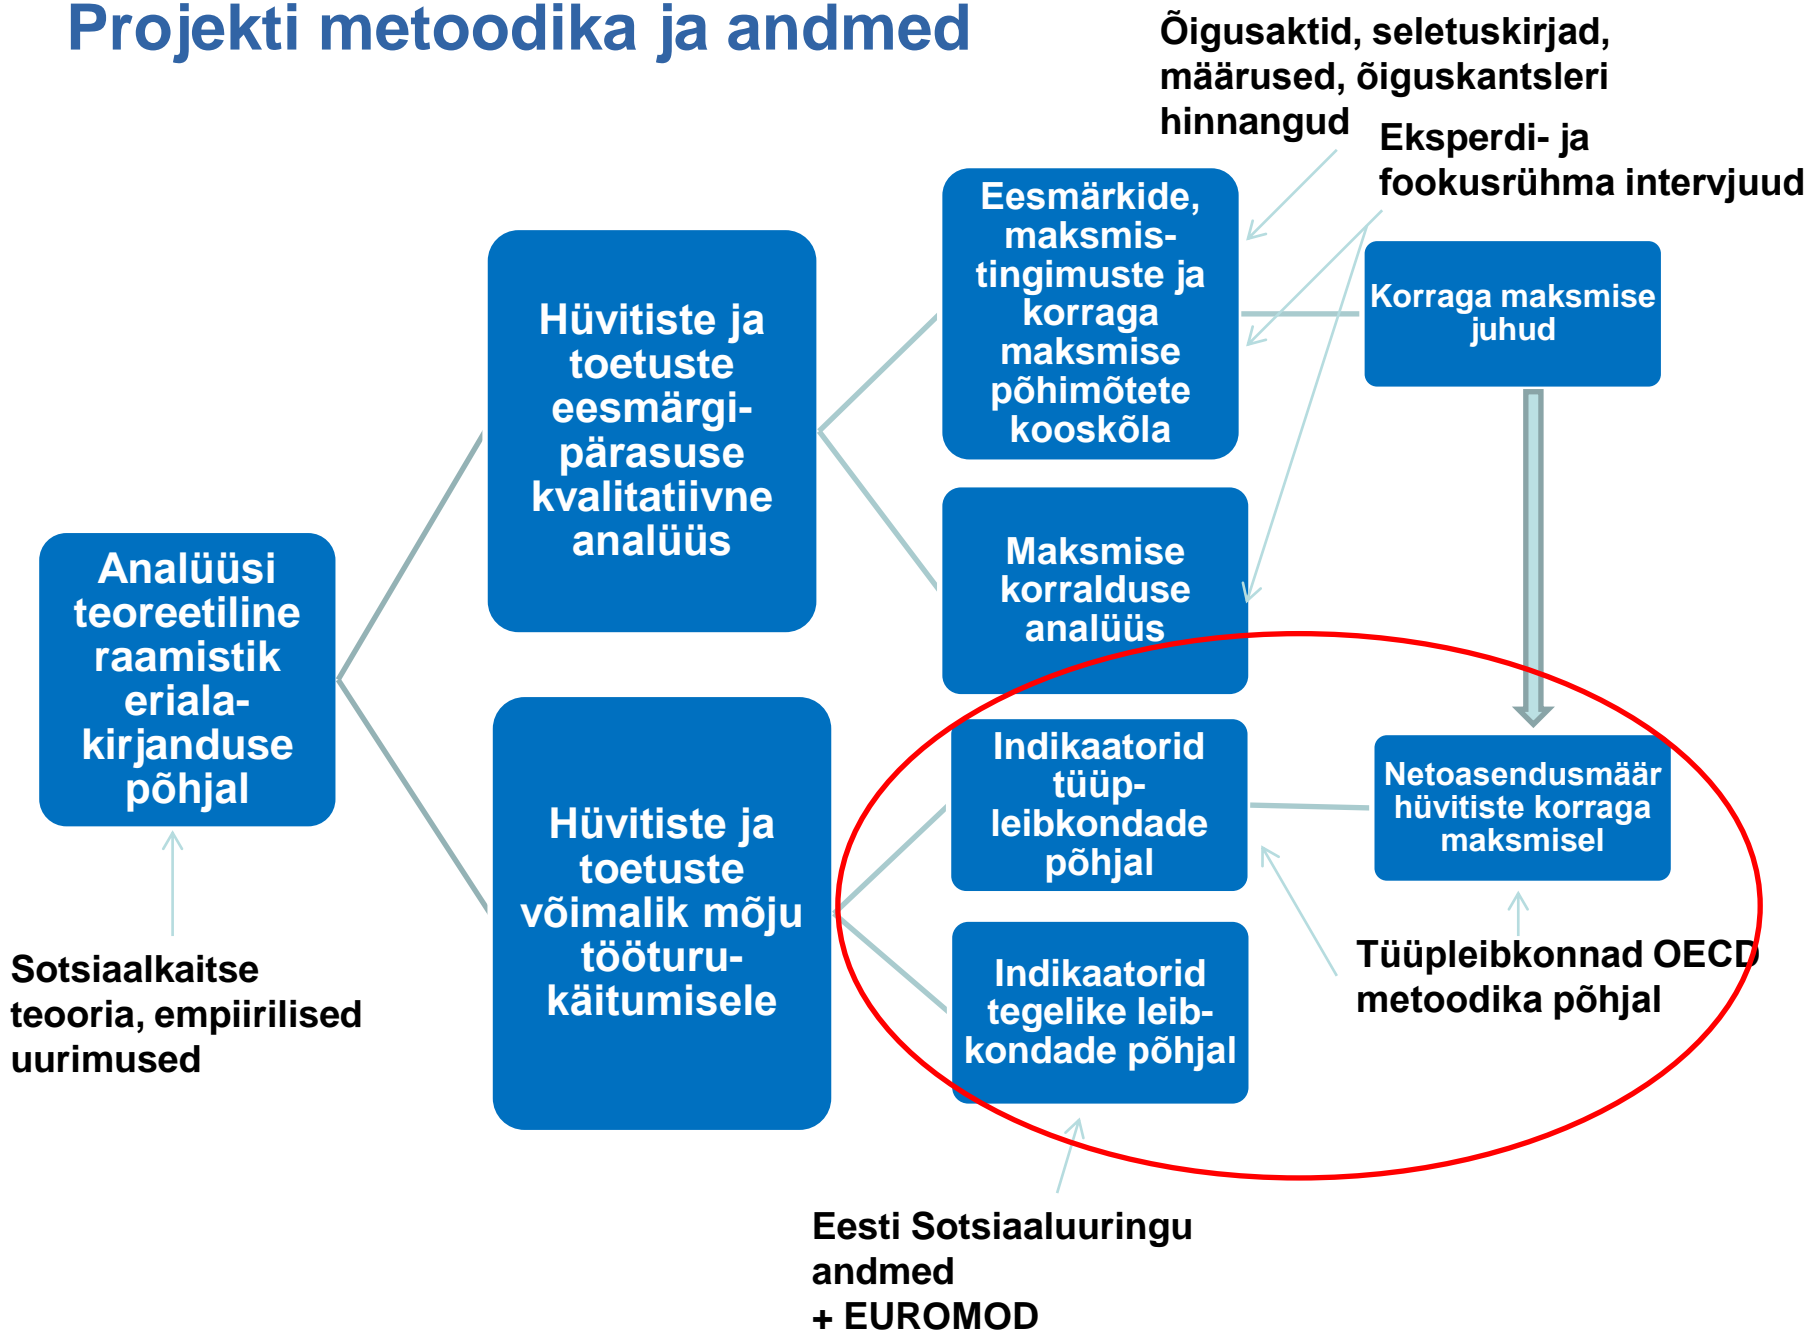 Projekti metoodika ja andmed
Õigusaktid, seletuskirjad,
määrused, õiguskantsleri
hinnangud
Eksperdi- ja
fookusrühma intervjuud
Eesmärkide,
maksmis-
tingimuste ja
korraga
maksmise
põhimõtete
kooskõla
Korraga maksmise
juhud
Hüvitiste ja
toetuste
eesmärgi-
pärasuse
kvalitatiivne
analüüs
Maksmise
korralduse
analüüs
Analüüsi
teoreetiline
raamistik
eriala-
kirjanduse
põhjal
Indikaatorid
tüüp-
leibkondade
põhjal
Netoasendusmäär
hüvitiste korraga
maksmisel
Hüvitiste ja
toetuste
võimalik mõju
tööturu-
käitumisele
Indikaatorid
tegelike leib-
kondade põhjal
Tüüpleibkonnad OECD
metoodika põhjal
Sotsiaalkaitse
teooria, empiirilised
uurimused
Eesti Sotsiaaluuringu
andmed
+ EUROMOD